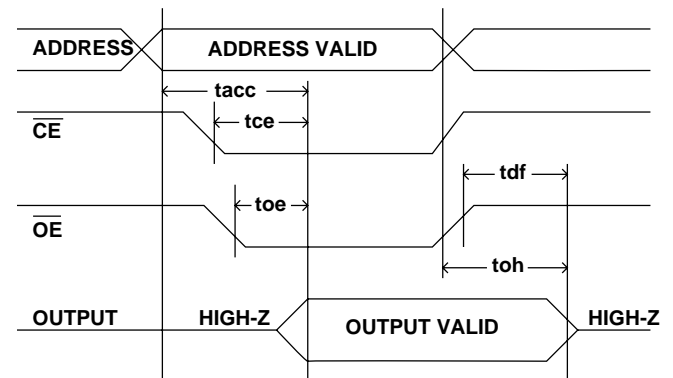 ADDRESS ADDRESS VALID
tacc
CE tce
tdf
OE toe
toh
OUTPUT HIGH-Z OUTPUT VALID HIGH-Z